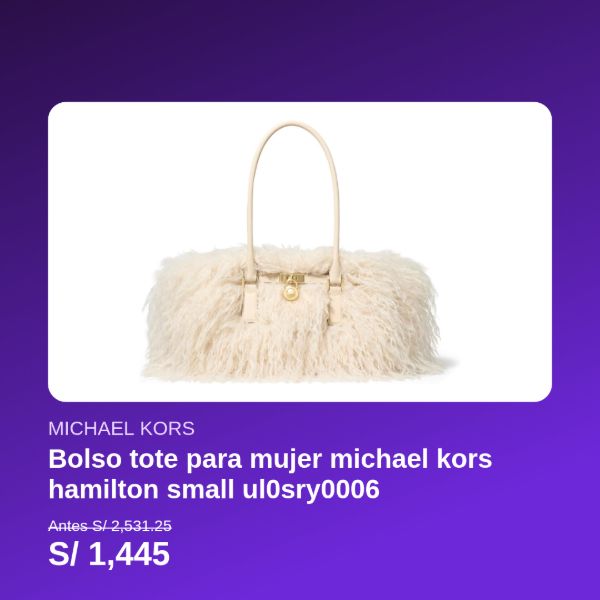 MICHAEL KORS
Bolso tote para mujer michael kors
hamilton small ul0sry0006
Antes S/ 2,531.25
S/ 1,445